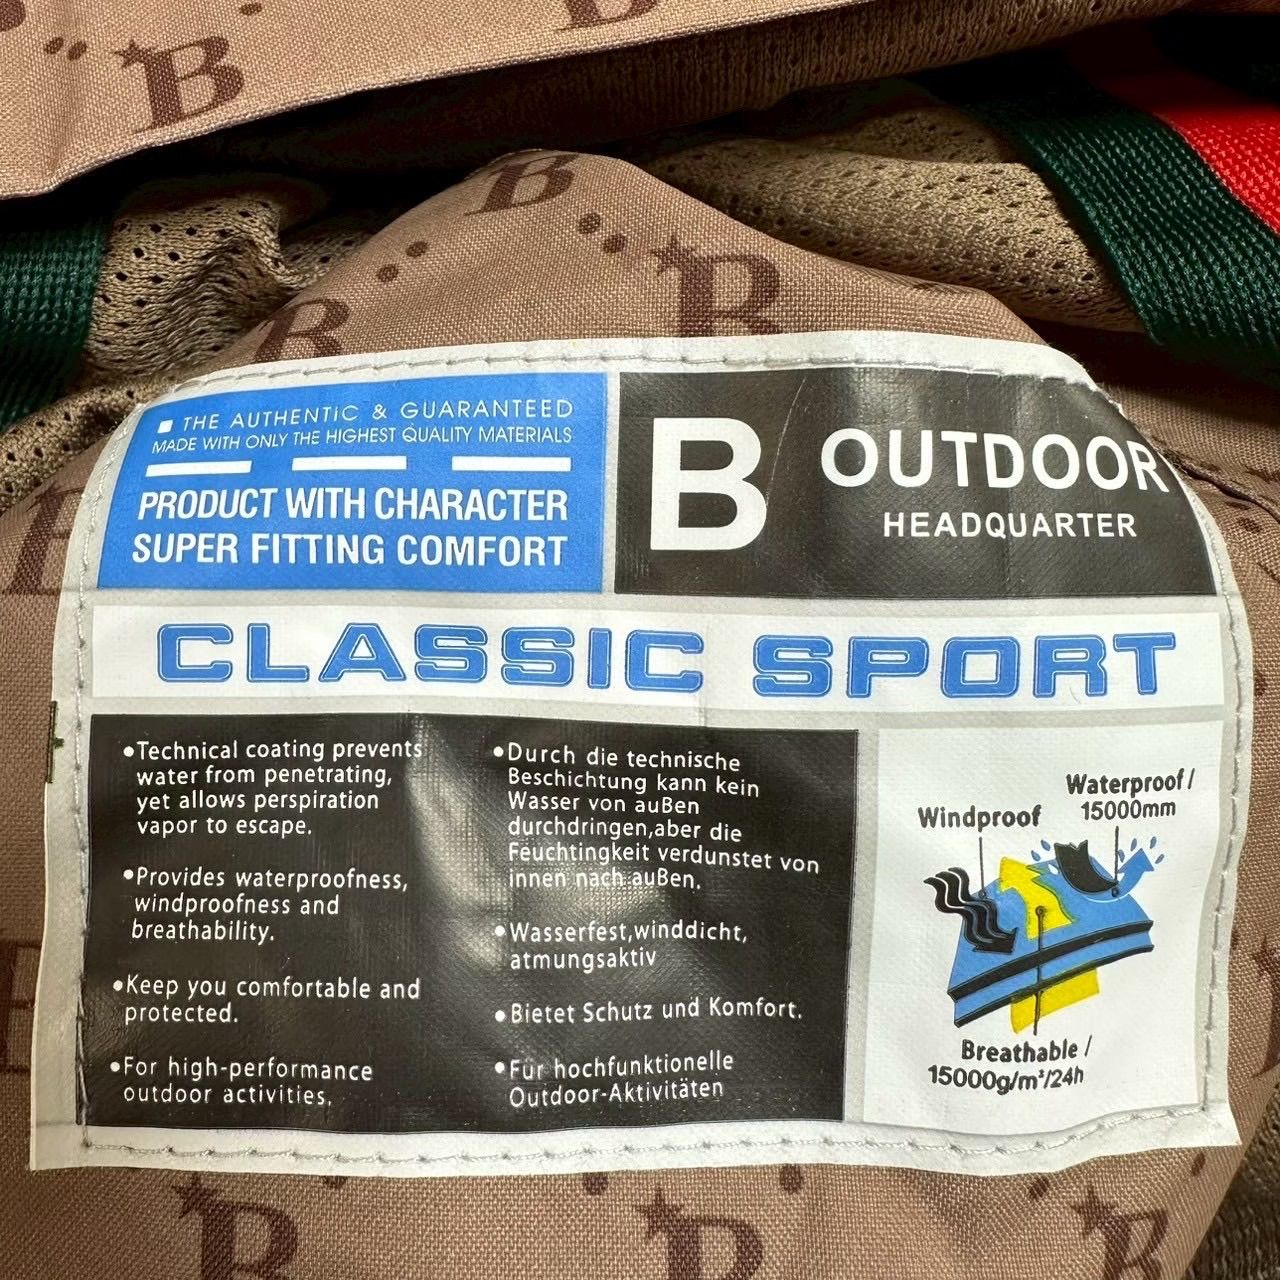 B
B
B
B
■ THE AUTHENTIC & GUARANTEED
MADE WITH ONLY THE HIGHEST QUALITY MATERIALS
PRODUCT WITH CHARACTER
SUPER FITTING COMFORT
B OUTDOOR
HEADQUARTER
CLASSIC SPORT
•Technical coating prevents
water from penetrating,
yet allows perspiration
vapor to escape.
•Provides waterproofness,
windproofness and
breathability.
•Keep you comfortable and
protected.
•For high-performance
outdoor activities.
•Durch die technische
Beschichtung kann kein
Wasser von auBen
durchdringen,aber die
Feuchtingkeit verdunstet von
innen nach auBen.
•Wasserfest,winddicht,
atmungsaktiv
•Bietet Schutz und Komfort.
•Für hochfunktionelle
Outdoor-Aktivitäten
Windproof
Waterproof/
15000mm
Breathable/
15000g/m²/24h
B
B
B